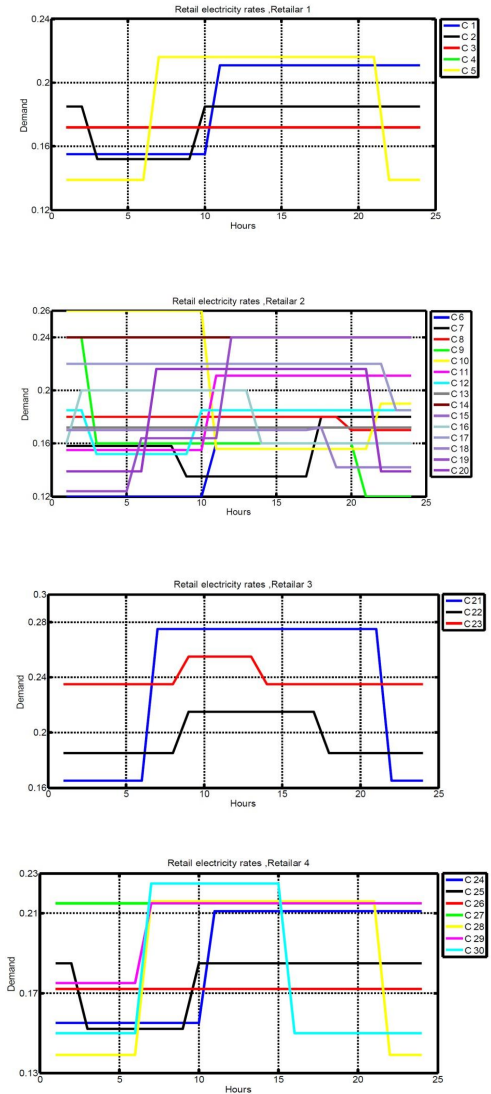 Retail electricity rates ,Retailar 1
0.24
0.2
0.16
0.12
Demand
5
10
15
20
25
Hours
C 1
C 2
C 3
C 4
C 5
Retail electricity rates ,Retailar 2
0.26
0.24
0.2
0.16
0.12
Demand
5
10
15
20
25
Hours
C 6
C 7
C 8
C 9
C 10
C 11
C 12
C 13
C 14
C 15
C 16
C 17
C 18
C 19
C 20
Retail electricity rates ,Retailar 3
0.3
0.28
0.24
0.2
0.16
Demand
5
10
15
20
25
Hours
C 21
C 22
C 23
Retail electricity rates ,Retailar 4
0.23
0.21
0.17
0.13
Demand
0
5
10
15
20
25
Hours
C 24
C 25
C 26
C 27
C 28
C 29
C 30